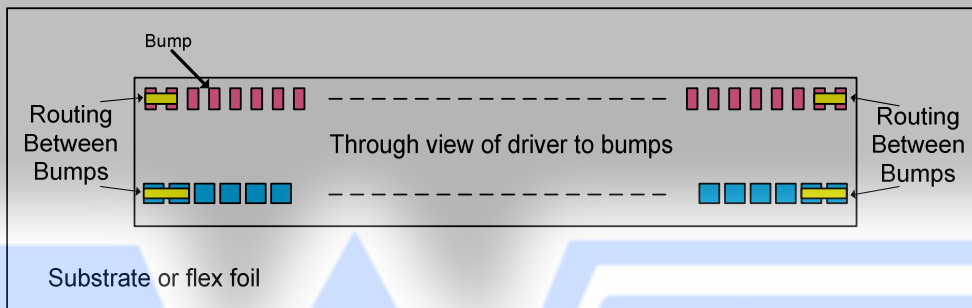 Bump
Routing
Between
Bumps
Through view of driver to bumps
Routing
Between
Bumps
Substrate or flex foil